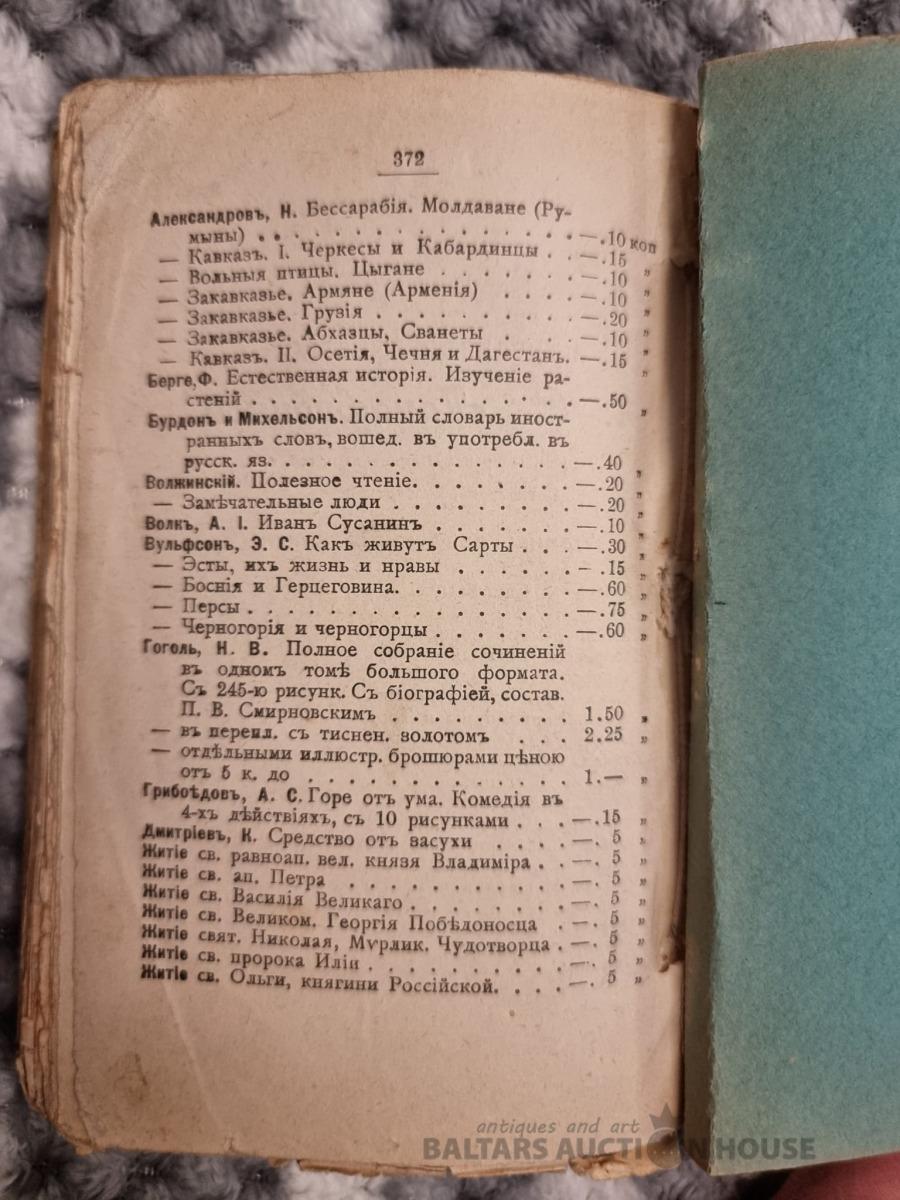 372
Александровъ, Н. Бессарабія. Молдаване (Ру-
мыны) . . . . . . . . . . . . . . . —.10 коп
— Кавказъ. I. Черкесы и Кабардинцы . . —.15 „
— Вольныя птицы. Цыгане . . . . . . . —.10 „
— Закавказье. Армяне (Арменія) . . . . —.10 „
— Закавказье. Грузія . . . . . . . . . —.20 „
— Закавказье. Абхазцы, Сванеты . . . —.10 „
— Кавказъ. II. Осетія, Чечня и Дагестанъ. —.15 „
Берге, Ф. Естественная исторія. Изученіе ра-
стеній . . . . . . . . . . . . . . . —.50 „
Бурдонъ и Михельсонъ. Полный словарь иност-
ранныхъ словъ, вошед. въ употребл. въ
русск. яз. . . . . . . . . . . . . . —.40 „
Волжинскій. Полезное чтеніе. . . . . . . . —.20 „
— Замѣчательные люди . . . . . . . . . —.20 „
Волкъ, А. I. Иванъ Сусанинъ . . . . . . . —.10 „
Вульфсонъ, Э. С. Какъ живутъ Сарты . . . —.30 „
— Эсты, ихъ жизнь и нравы . . . . . . —.15 „
— Боснія и Герцеговина. . . . . . . . . —.60 „
— Персы . . . . . . . . . . . . . . . . —.75 „
— Черногорія и черногорцы . . . . . . . —.60 „
Гоголь, Н. В. Полное собраніе сочиненій
въ одномъ томѣ большого формата.
Съ 245-ю рисунк. Съ біографіей, состав.
П. В. Смирновскимъ . . . . . . . . . 1.50 „
— въ перепл. съ тиснен. золотомъ . . . 2.25 „
— отдѣльными иллюстр. брошюрами цѣною
отъ 5 к. до . . . . . . . . . . . . . 1.— „
Грибоѣдовъ, А. С. Горе отъ ума. Комедія въ
4-хъ дѣйствіяхъ, съ 10 рисунками . . . —.15 „
Дмитріевъ, К. Средство отъ засухи . . . . —. 5 „
Житіе св. равноап. вел. князя Владиміра . . —. 5 „
Житіе св. ап. Петра . . . . . . . . . . —. 5 „
Житіе св. Василія Великаго . . . . . . . . —. 5 „
Житіе св. Великом. Георгія Побѣдоносца . —. 5 „
Житіе свят. Николая, Мурлик. Чудотворца . —. 5 „
Житіе св. пророка Иліи . . . . . . . . . —. 5 „
Житіе св. Ольги, княгини Россійской. . . . —. 5 „
antiques and art
BALTARS AUCTION HOUSE